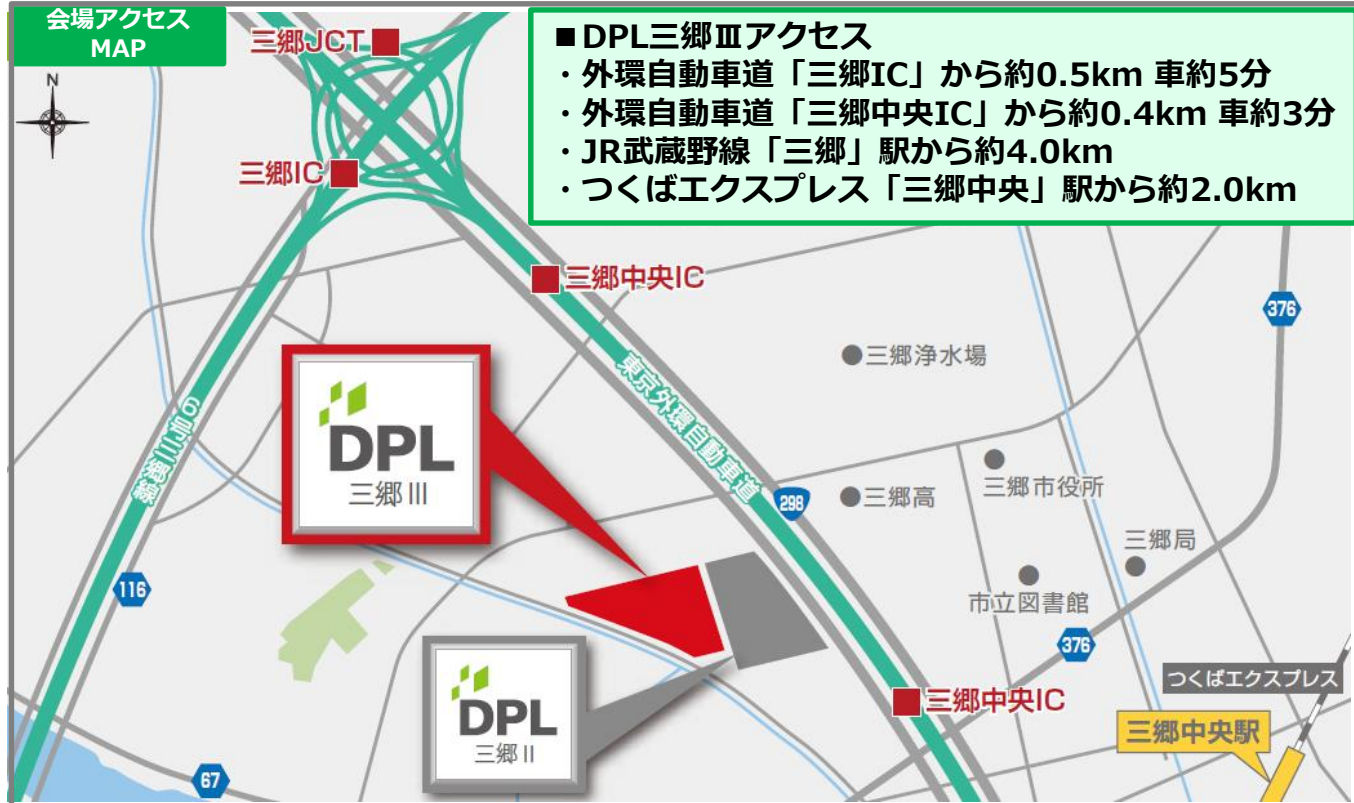 会場アクセス
MAP
■DPL三郷Ⅲアクセス
・外環自動車道「三郷IC」から約0.5km 車約5分
・外環自動車道「三郷中央IC」から約0.4km 車約3分
・JR武蔵野線「三郷」駅から約4.0km
・つくばエクスプレス「三郷中央」駅から約2.0km
N
三郷JCT
三郷IC
三郷中央IC
376
三郷浄水場
東京外環自動車道
DPL
三郷III
298
三郷高
三郷市役所
三郷局
116
市立図書館
376
DPL
三郷II
つくばエクスプレス
三郷中央IC
三郷中央駅
67